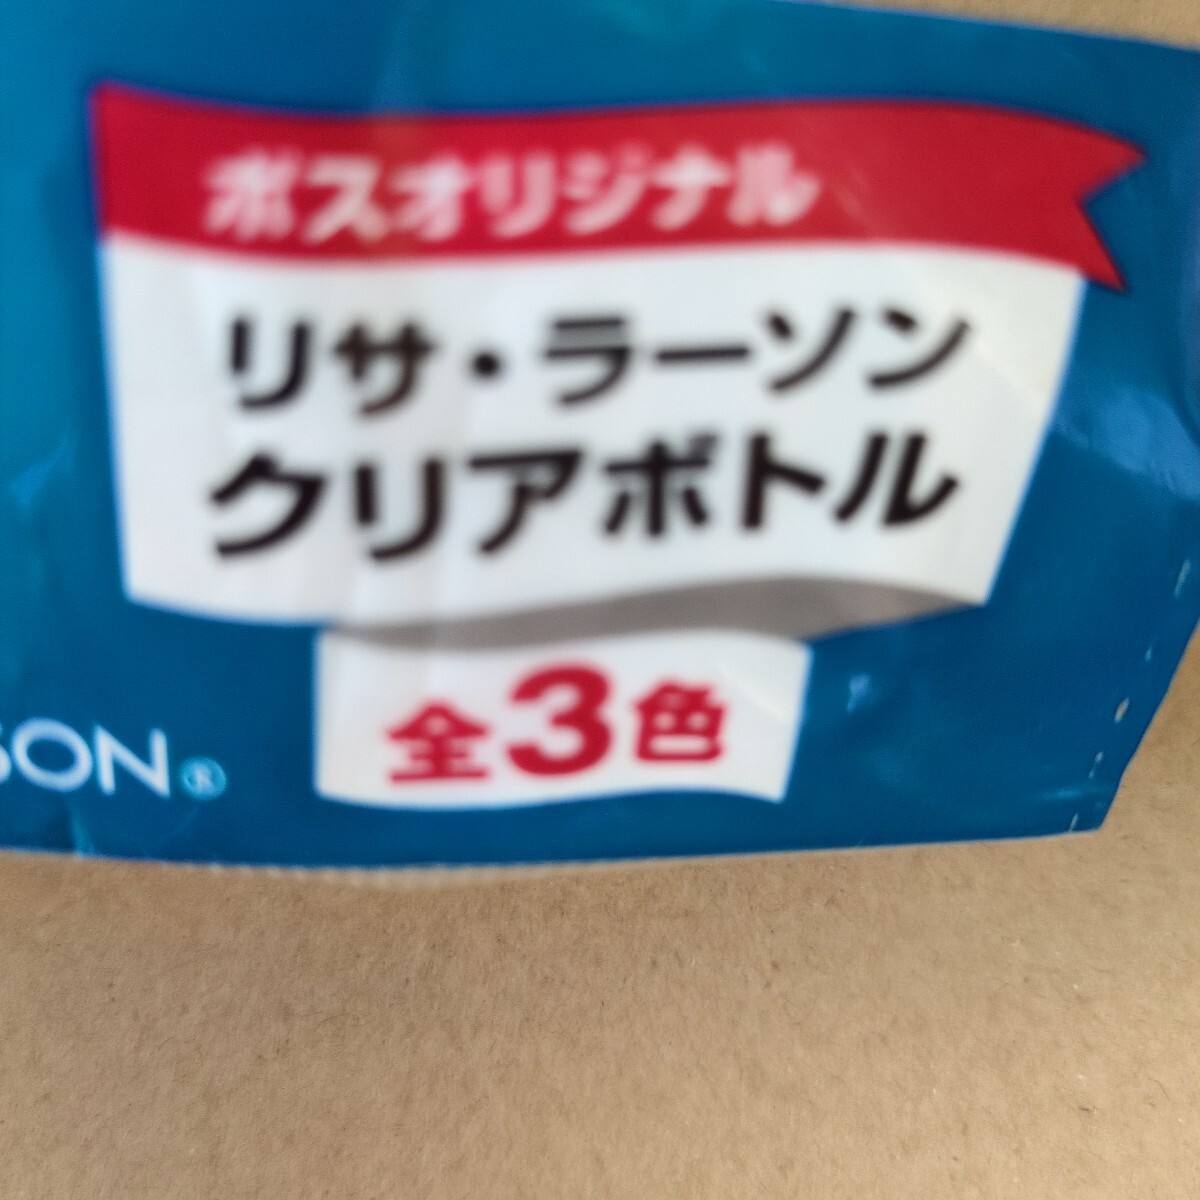 ボスオリジナル
リサ・ラーソン
クリアボトル
全3色
SON®